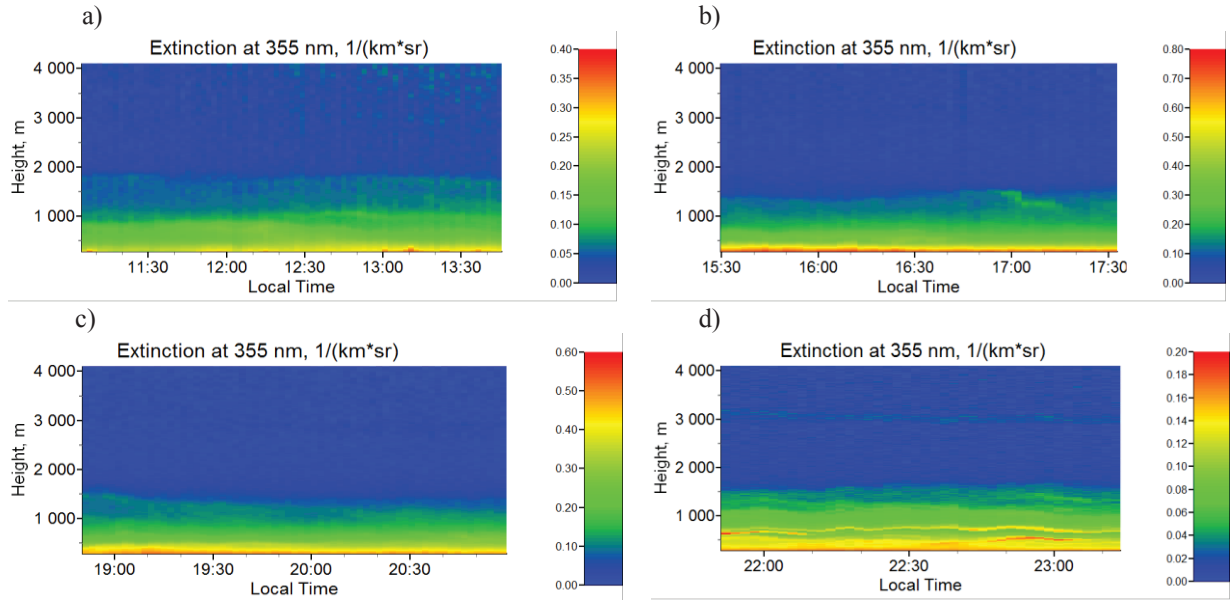 a)
Extinction at 355 nm, 1/(km*sr)
4 000
3 000
2 000
1 000
Height, m
11:30 12:00 12:30 13:00 13:30
Local Time
0.40
0.35
0.30
0.25
0.20
0.15
0.10
0.05
0.00
b)
Extinction at 355 nm, 1/(km*sr)
4 000
3 000
2 000
1 000
Height, m
15:30 16:00 16:30 17:00 17:30
Local Time
0.80
0.70
0.60
0.50
0.40
0.30
0.20
0.10
0.00
c)
Extinction at 355 nm, 1/(km*sr)
4 000
3 000
2 000
1 000
Height, m
19:00 19:30 20:00 20:30
Local Time
0.60
0.50
0.40
0.30
0.20
0.10
0.00
d)
Extinction at 355 nm, 1/(km*sr)
4 000
3 000
2 000
1 000
Height, m
22:00 22:30 23:00
Local Time
0.20
0.18
0.16
0.14
0.12
0.10
0.08
0.06
0.04
0.02
0.00